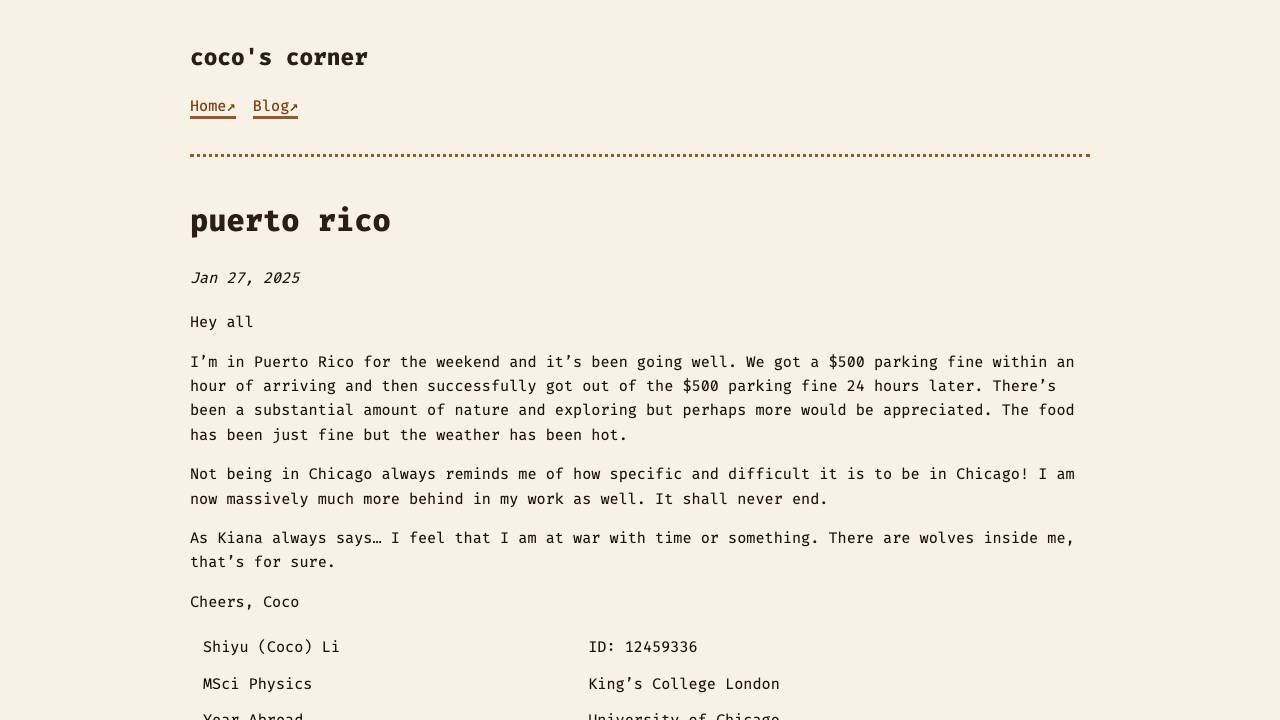 coco's corner
Home↗ Blog↗
puerto rico
Jan 27, 2025
Hey all
I’m in Puerto Rico for the weekend and it’s been going well. We got a $500 parking fine within an
hour of arriving and then successfully got out of the $500 parking fine 24 hours later. There’s
been a substantial amount of nature and exploring but perhaps more would be appreciated. The food
has been just fine but the weather has been hot.
Not being in Chicago always reminds me of how specific and difficult it is to be in Chicago! I am
now massively much more behind in my work as well. It shall never end.
As Kiana always says… I feel that I am at war with time or something. There are wolves inside me,
that’s for sure.
Cheers, Coco
Shiyu (Coco) Li ID: 12459336
MSci Physics King’s College London
Year Abroad University of Chicago